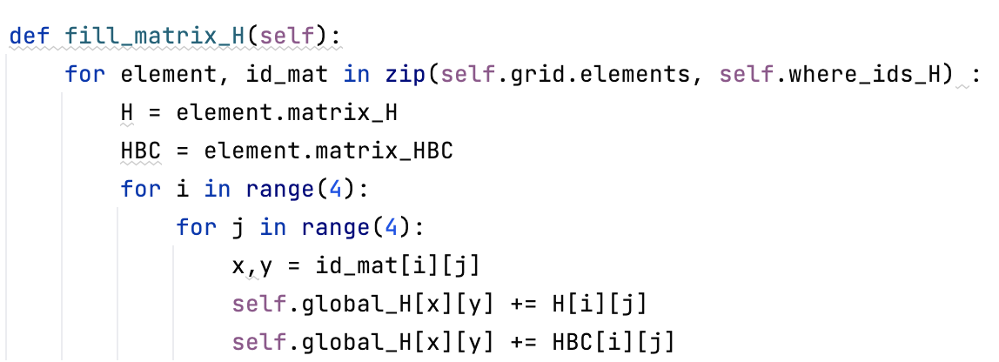 def fill_matrix_H(self):
    for element, id_mat in zip(self.grid.elements, self.where_ids_H) :
        H = element.matrix_H
        HBC = element.matrix_HBC
        for i in range(4):
            for j in range(4):
                x,y = id_mat[i][j]
                self.global_H[x][y] += H[i][j]
                self.global_H[x][y] += HBC[i][j]